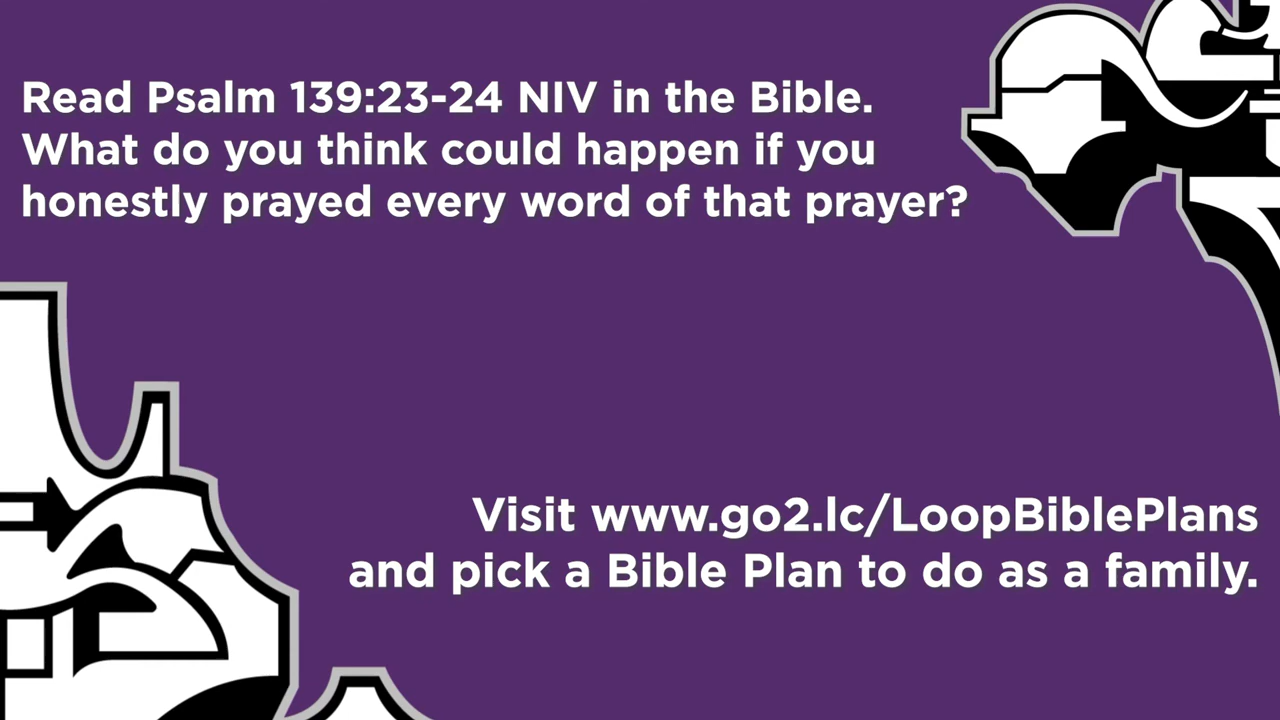 Read Psalm 139:23-24 NIV in the Bible.
What do you think could happen if you
honestly prayed every word of that prayer?
Visit www.go2.lc/LoopBiblePlans
and pick a Bible Plan to do as a family.